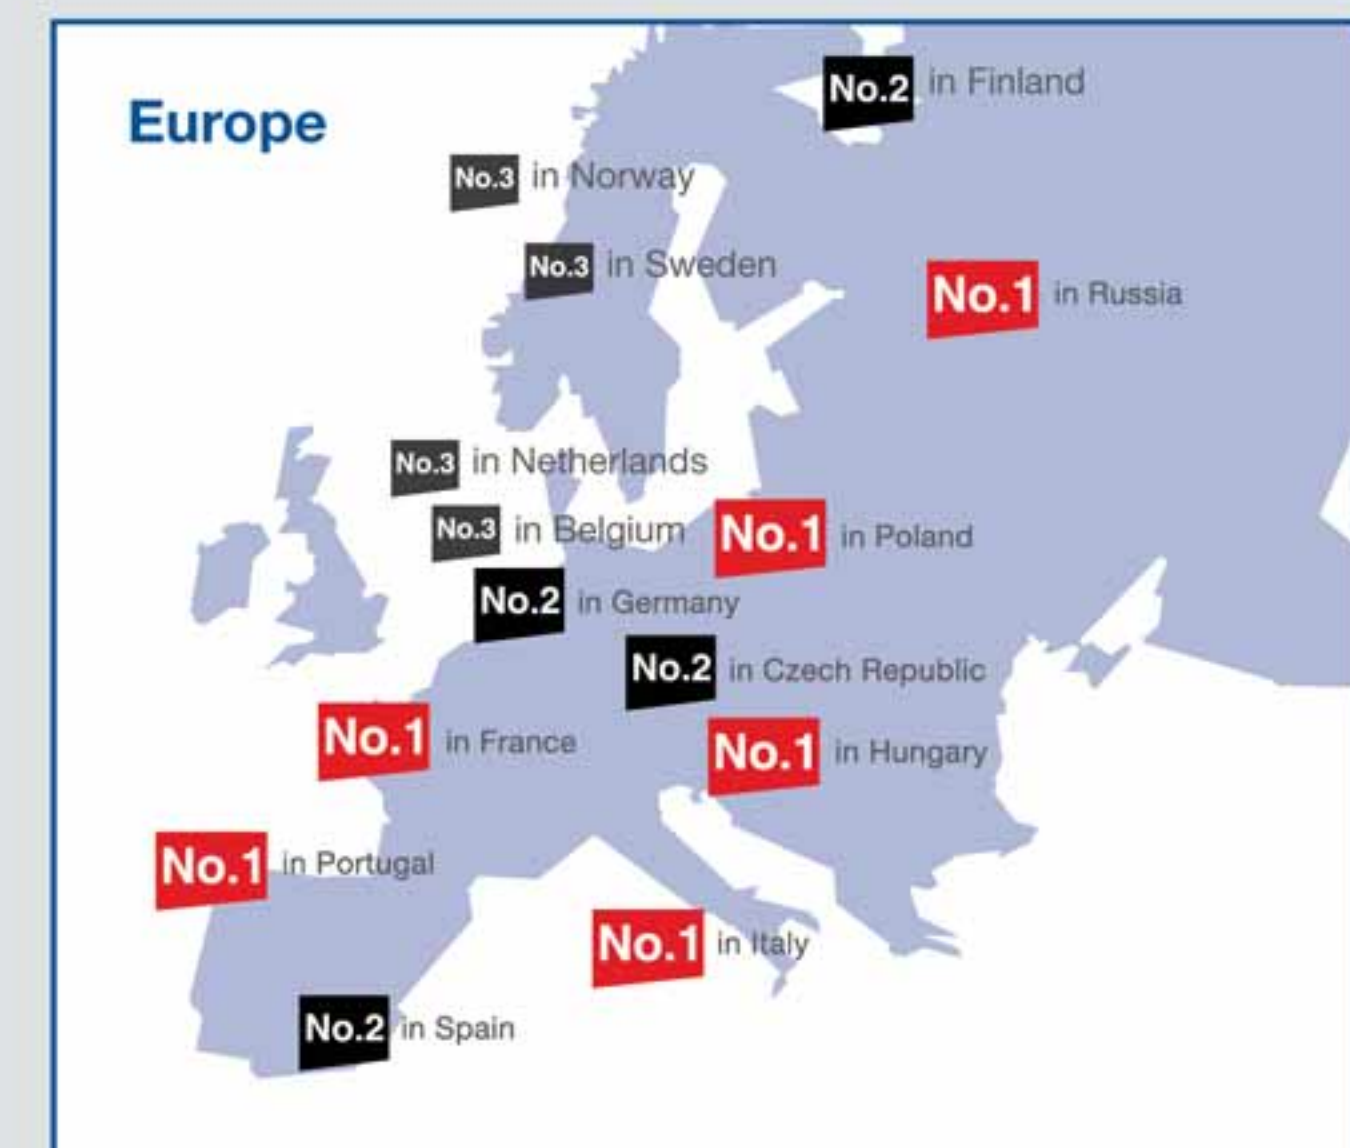 Europe
No.2 in Finland
No.3 in Norway
No.3 in Sweden
No.1 in Russia
No.3 in Netherlands
No.3 in Belgium
No.1 in Poland
No.2 in Germany
No.2 in Czech Republic
No.1 in France
No.1 in Hungary
No.1 in Portugal
No.1 in Italy
No.2 in Spain